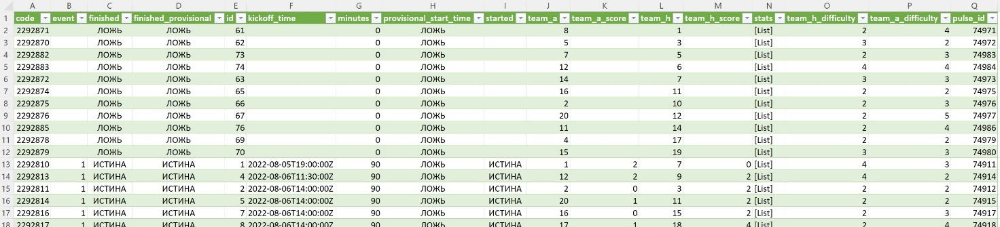 A B C D E F G H I J K L M N O P Q
1 code event finished finished_provisional id kickoff_time minutes provisional_start_time started team_a team_a_score team_h team_h_score stats team_h_difficulty team_a_difficulty pulse_id
2 2292871 ЛОЖЬ ЛОЖЬ 61 0 ЛОЖЬ 8 1 [List] 2 4 74971
3 2292870 ЛОЖЬ ЛОЖЬ 62 0 ЛОЖЬ 5 3 [List] 3 2 74972
4 2292882 ЛОЖЬ ЛОЖЬ 73 0 ЛОЖЬ 7 5 [List] 2 3 74983
5 2292883 ЛОЖЬ ЛОЖЬ 74 0 ЛОЖЬ 12 6 [List] 4 4 74984
6 2292872 ЛОЖЬ ЛОЖЬ 63 0 ЛОЖЬ 14 7 [List] 3 3 74973
7 2292874 ЛОЖЬ ЛОЖЬ 65 0 ЛОЖЬ 16 11 [List] 2 2 74975
8 2292875 ЛОЖЬ ЛОЖЬ 66 0 ЛОЖЬ 2 10 [List] 2 3 74976
9 2292876 ЛОЖЬ ЛОЖЬ 67 0 ЛОЖЬ 20 12 [List] 2 5 74977
10 2292885 ЛОЖЬ ЛОЖЬ 76 0 ЛОЖЬ 11 14 [List] 2 4 74986
11 2292878 ЛОЖЬ ЛОЖЬ 69 0 ЛОЖЬ 4 17 [List] 2 2 74979
12 2292879 ЛОЖЬ ЛОЖЬ 70 0 ЛОЖЬ 15 19 [List] 3 3 74980
13 2292810 1 ИСТИНА ИСТИНА 1 2022-08-05T19:00:00Z 90 ЛОЖЬ ИСТИНА 1 2 7 0 [List] 4 3 74911
14 2292813 1 ИСТИНА ИСТИНА 4 2022-08-06T11:30:00Z 90 ЛОЖЬ ИСТИНА 12 2 9 2 [List] 4 2 74914
15 2292811 1 ИСТИНА ИСТИНА 2 2022-08-06T14:00:00Z 90 ЛОЖЬ ИСТИНА 2 0 3 2 [List] 2 2 74912
16 2292814 1 ИСТИНА ИСТИНА 5 2022-08-06T14:00:00Z 90 ЛОЖЬ ИСТИНА 20 1 11 2 [List] 2 2 74915
17 2292816 1 ИСТИНА ИСТИНА 7 2022-08-06T14:00:00Z 90 ЛОЖЬ ИСТИНА 16 0 15 2 [List] 2 3 74917
18 2292817 1 ИСТИНА ИСТИНА 8 2022-08-06T14:00:00Z 90 ЛОЖЬ ИСТИНА 17 1 18 4 [List] 2 4 74918